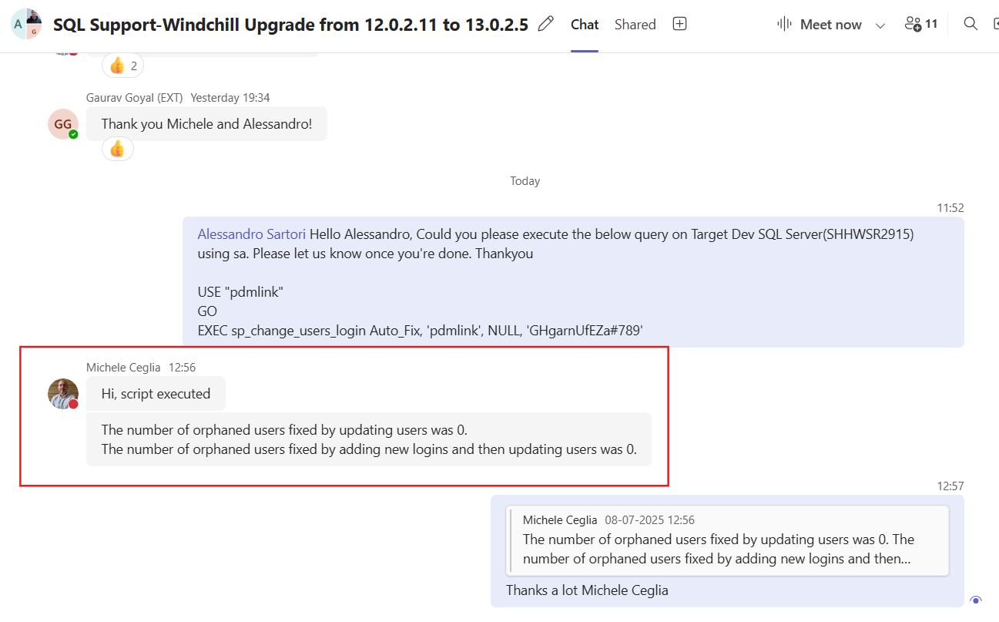 A
G
SQL Support-Windchill Upgrade from 12.0.2.11 to 13.0.2.5
Chat
Shared
Meet now
11
2
Gaurav Goyal (EXT) Yesterday 19:34
GG
Thank you Michele and Alessandro!
Today
11:52
Alessandro Sartori Hello Alessandro, Could you please execute the below query on Target Dev SQL Server(SHHWSR2915)
using sa. Please let us know once you're done. Thankyou
USE "pdmlink"
GO
EXEC sp_change_users_login Auto_Fix, 'pdmlink', NULL, 'GHgarnUfEZa#789'
Michele Ceglia 12:56
Hi, script executed
The number of orphaned users fixed by updating users was 0.
The number of orphaned users fixed by adding new logins and then updating users was 0.
12:57
Michele Ceglia 08-07-2025 12:56
The number of orphaned users fixed by updating users was 0. The
number of orphaned users fixed by adding new logins and then...
Thanks a lot Michele Ceglia